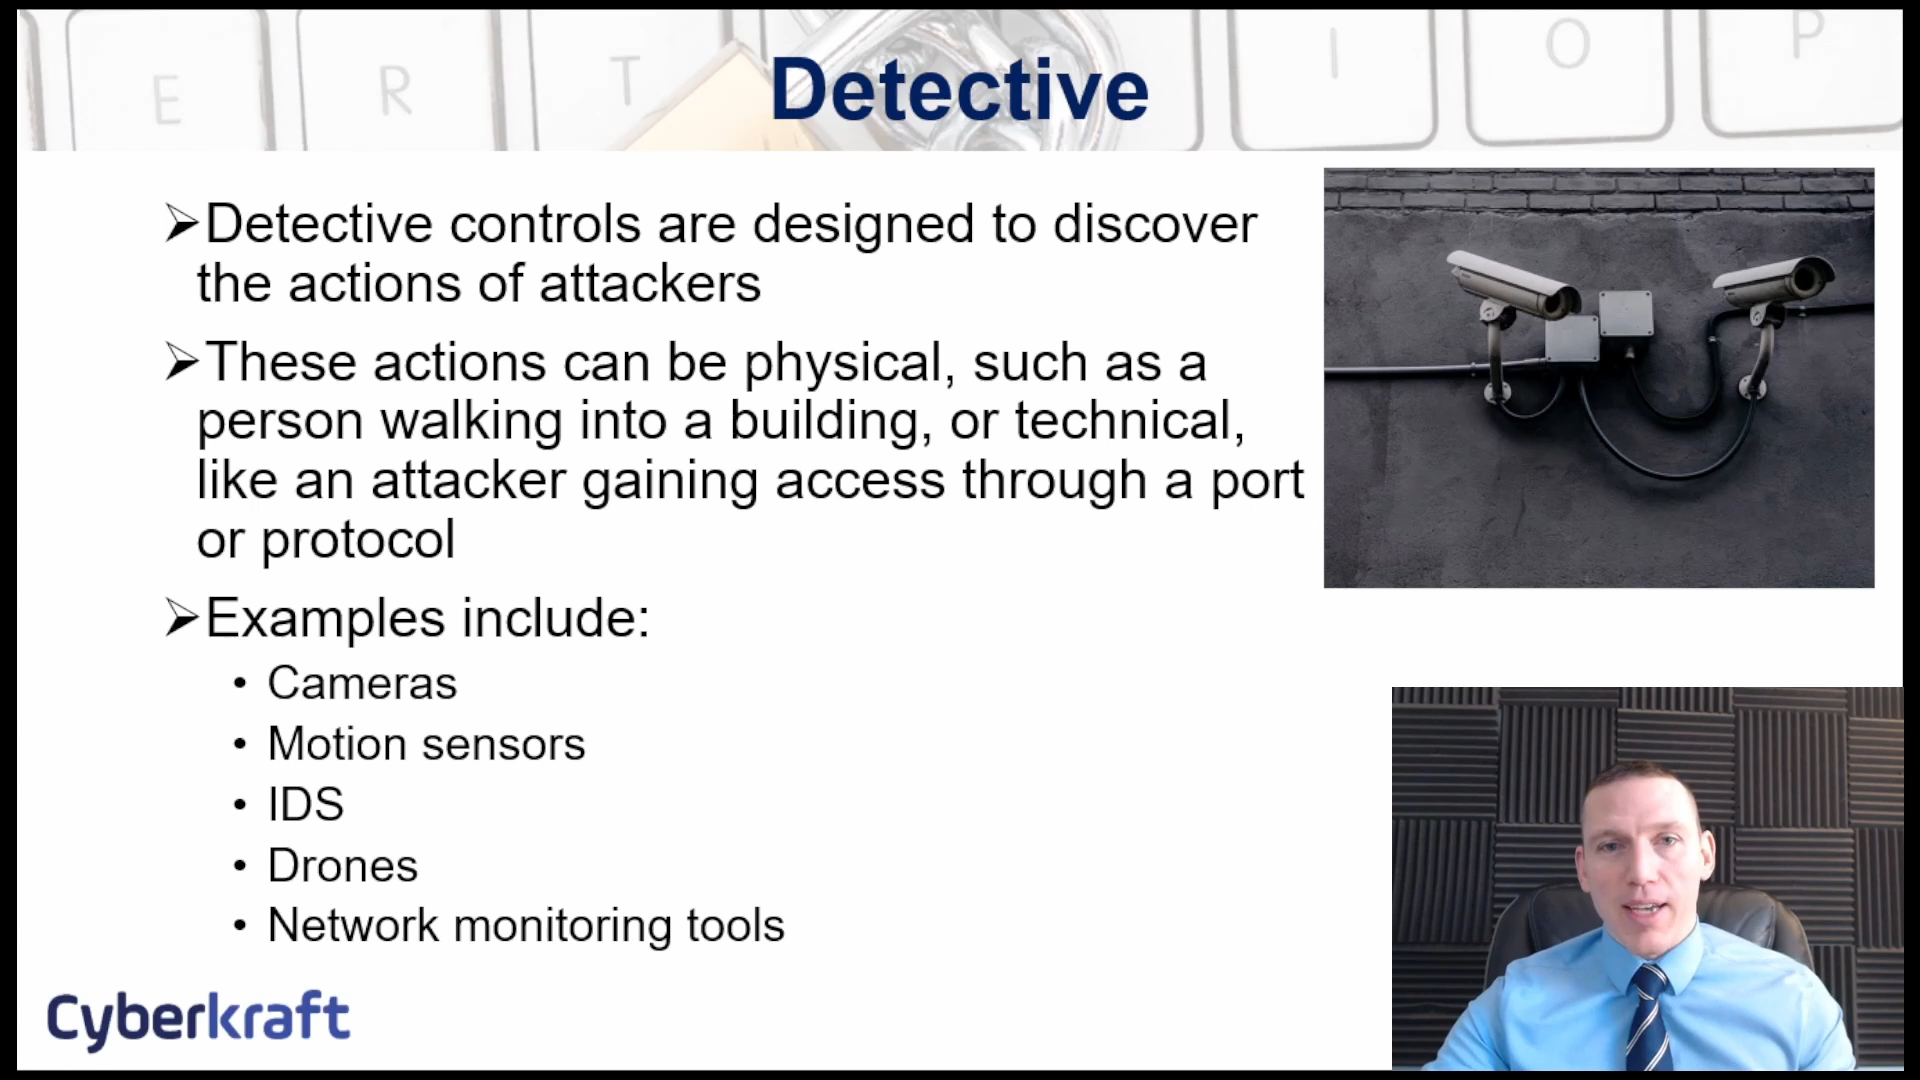 E R T I O P
Detective
➢Detective controls are designed to discover
the actions of attackers
➢These actions can be physical, such as a
person walking into a building, or technical,
like an attacker gaining access through a port
or protocol
➢Examples include:
• Cameras
• Motion sensors
• IDS
• Drones
• Network monitoring tools
Cyberkraft